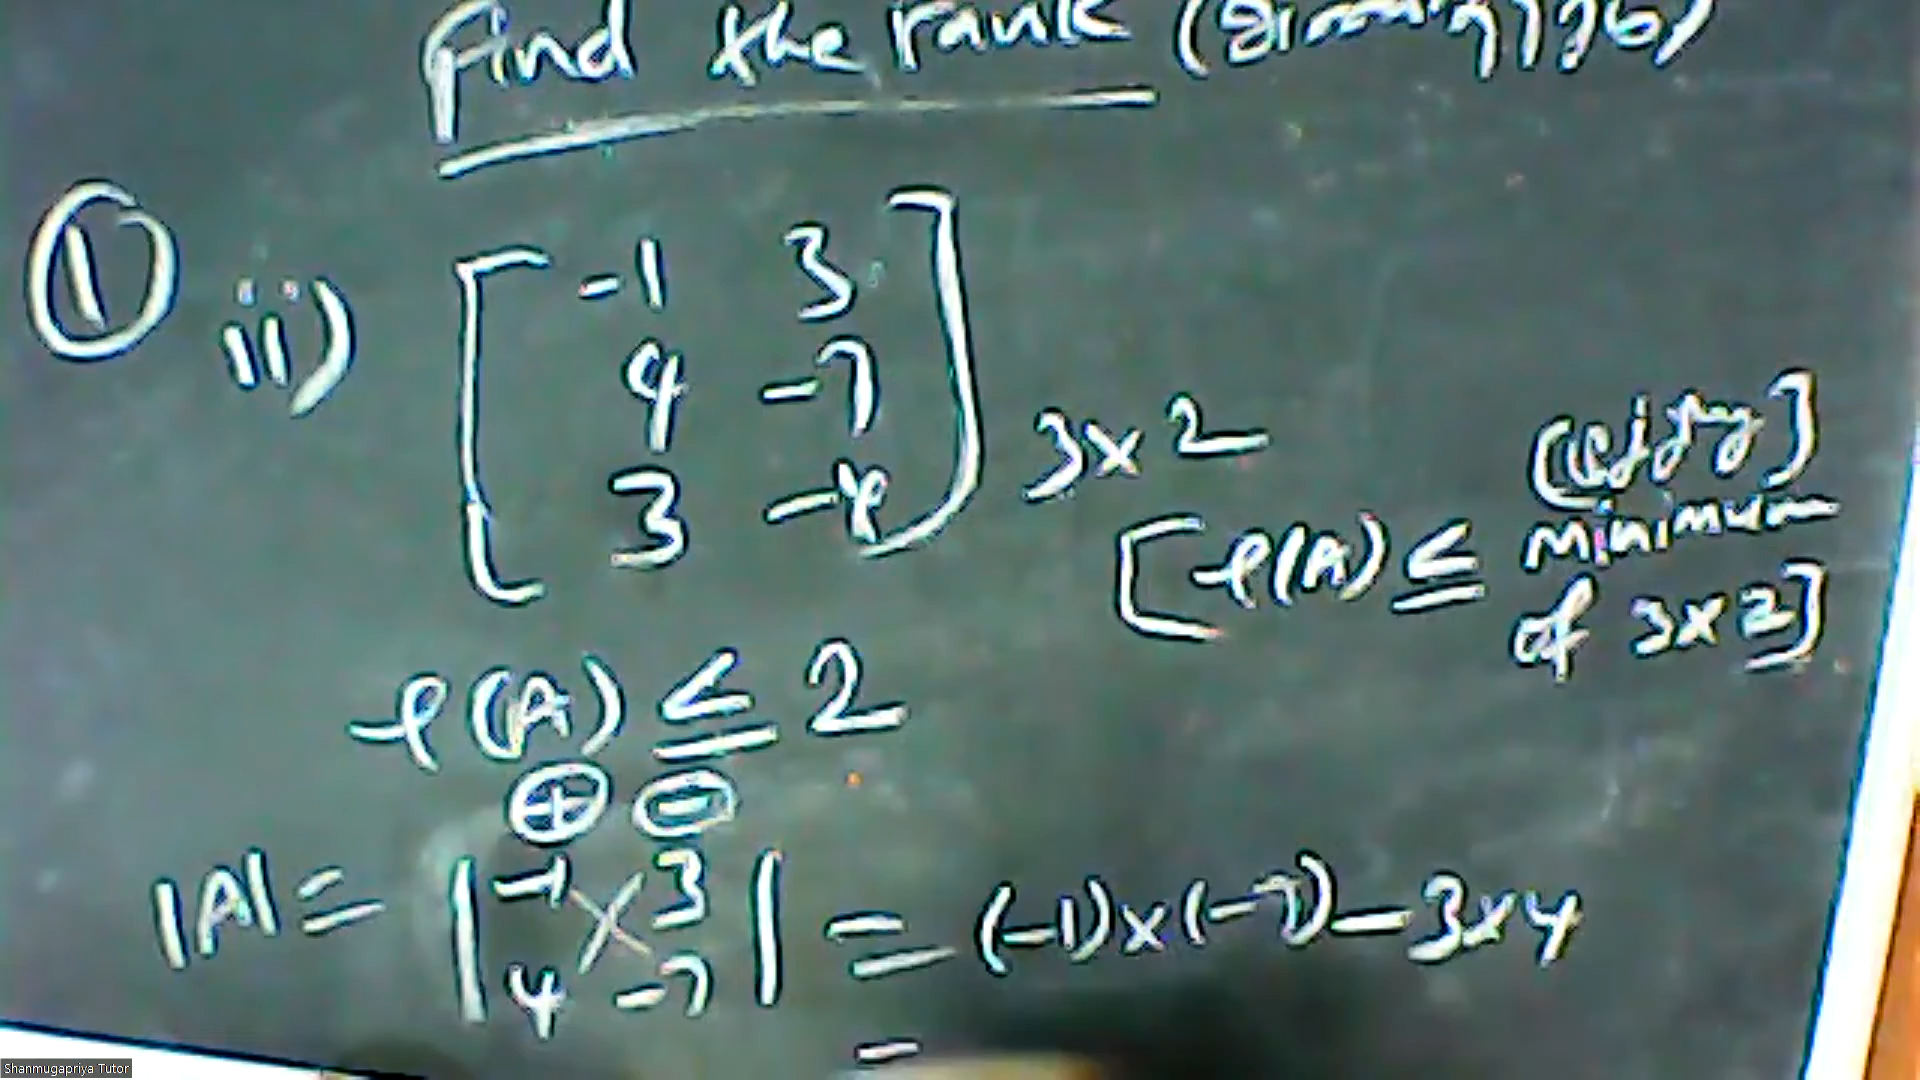 Find the rank
①
ii) [ -1 3
4 -7
3 -4 ] 3x2
[ρ(A) ≤ minimum
of 3x2]
ρ(A) ≤ 2
⊕ ⊖
|A| = | -1 3 | = (-1)x(-7) - 3x4
4 -7
=
Shanmugapriya Tutor